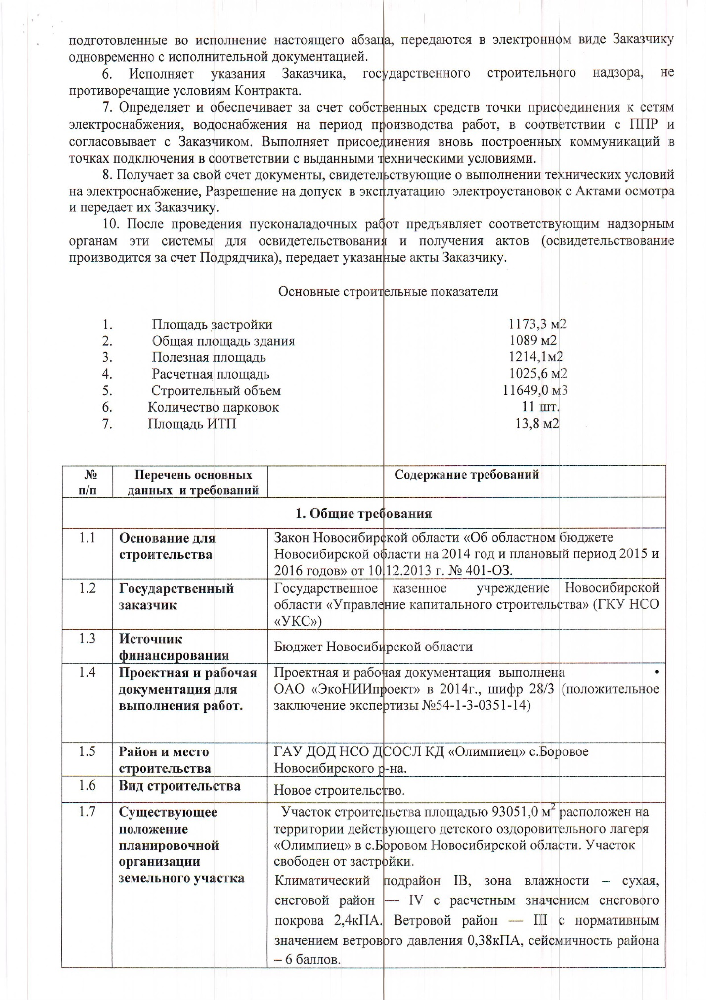 подготовленные во исполнение настоящего абзаца, передаются в электронном виде Заказчику
одновременно с исполнительной документацией.
6. Исполняет указания Заказчика, государственного строительного надзора, не
противоречащие условиям Контракта.
7. Определяет и обеспечивает за счет собственных средств точки присоединения к сетям
электроснабжения, водоснабжения на период производства работ, в соответствии с ППР и
согласовывает с Заказчиком. Выполняет присоединения вновь построенных коммуникаций в
точках подключения в соответствии с выданными техническими условиями.
8. Получает за свой счет документы, свидетельствующие о выполнении технических условий
на электроснабжение, Разрешение на допуск в эксплуатацию электроустановок с Актами осмотра
и передает их Заказчику.
10. После проведения пусконаладочных работ предъявляет соответствующим надзорным
органам эти системы для освидетельствования и получения актов (освидетельствование
производится за счет Подрядчика), передает указанные акты Заказчику.
Основные строительные показатели
1. Площадь застройки 1173,3 м2
2. Общая площадь здания 1089 м2
3. Полезная площадь 1214,1м2
4. Расчетная площадь 1025,6 м2
5. Строительный объем 11649,0 м3
6. Количество парковок 11 шт.
7. Площадь ИТП 13,8 м2
№
п/п
Перечень основных
данных и требований
Содержание требований
1. Общие требования
1.1
Основание для
строительства
Закон Новосибирской области «Об областном бюджете
Новосибирской области на 2014 год и плановый период 2015 и
2016 годов» от 10.12.2013 г. № 401-ОЗ.
1.2
Государственный
заказчик
Государственное казенное учреждение Новосибирской
области «Управление капитального строительства» (ГКУ НСО
«УКС»)
1.3
Источник
финансирования
Бюджет Новосибирской области
1.4
Проектная и рабочая
документация для
выполнения работ.
Проектная и рабочая документация выполнена •
ОАО «ЭкоНИИпроект» в 2014г., шифр 28/3 (положительное
заключение экспертизы №54-1-3-0351-14)
1.5
Район и место
строительства
ГАУ ДОД НСО ДСОСЛ КД «Олимпиец» с.Боровое
Новосибирского р-на.
1.6
Вид строительства
Новое строительство.
1.7
Существующее
положение
планировочной
организации
земельного участка
Участок строительства площадью 93051,0 м² расположен на
территории действующего детского оздоровительного лагеря
«Олимпиец» в с.Боровом Новосибирской области. Участок
свободен от застройки.
Климатический подрайон IВ, зона влажности – сухая,
снеговой район — IV с расчетным значением снегового
покрова 2,4кПА. Ветровой район — III с нормативным
значением ветрового давления 0,38кПА, сейсмичность района
– 6 баллов.